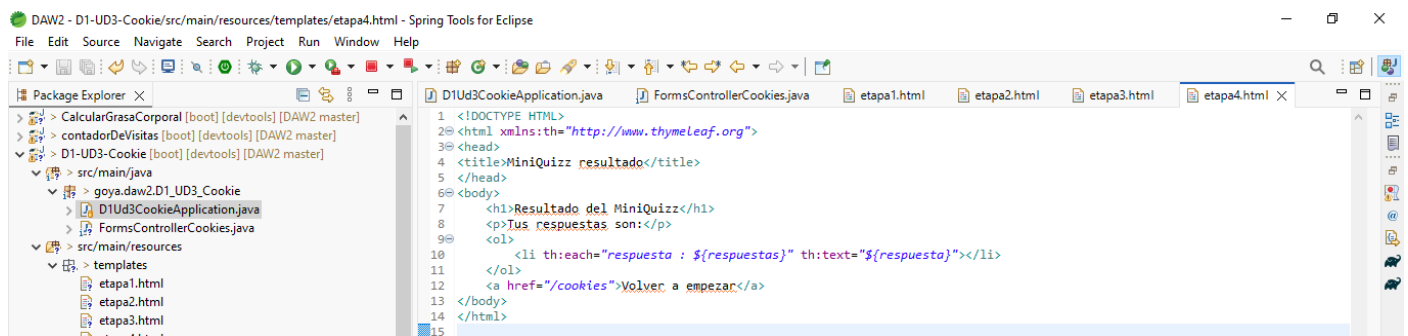 DAW2 - D1-UD3-Cookie/src/main/resources/templates/etapa4.html - Spring Tools for Eclipse
File Edit Source Navigate Search Project Run Window Help
Package Explorer
D1Ud3CookieApplication.java FormsControllerCookies.java etapa1.html etapa2.html etapa3.html etapa4.html
> CalcularGrasaCorporal [boot] [devtools] [DAW2 master]
> contadorDeVisitas [boot] [devtools] [DAW2 master]
> D1-UD3-Cookie [boot] [devtools] [DAW2 master]
> src/main/java
> goya.daw2.D1_UD3_Cookie
D1Ud3CookieApplication.java
FormsControllerCookies.java
> src/main/resources
> templates
etapa1.html
etapa2.html
etapa3.html
1 <!DOCTYPE HTML>
2 <html xmlns:th="http://www.thymeleaf.org">
3 <head>
4 <title>MiniQuizz resultado</title>
5 </head>
6 <body>
7 <h1>Resultado del MiniQuizz</h1>
8 <p>Tus respuestas son:</p>
9 <ol>
10 <li th:each="respuesta : ${respuestas}" th:text="${respuesta}"></li>
11 </ol>
12 <a href="/cookies">Volver a empezar</a>
13 </body>
14 </html>
15